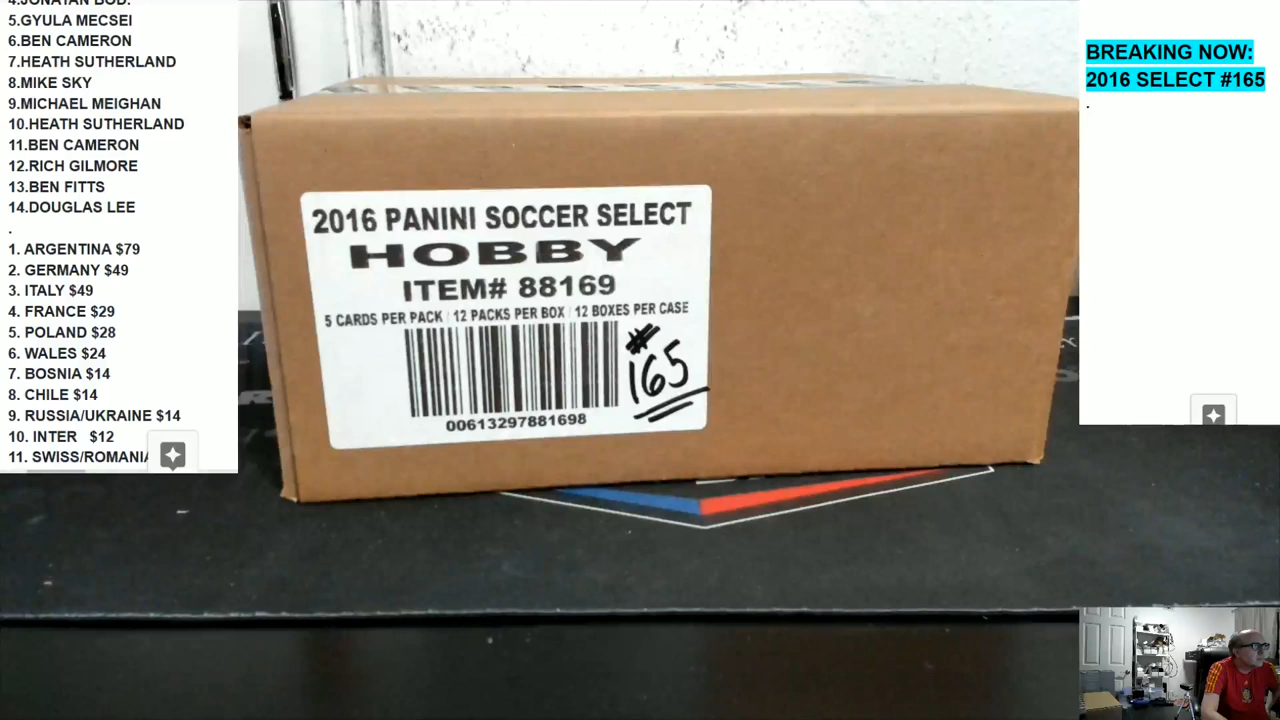 5.GYULA MECSEI
6.BEN CAMERON
7.HEATH SUTHERLAND
8.MIKE SKY
9.MICHAEL MEIGHAN
10.HEATH SUTHERLAND
11.BEN CAMERON
12.RICH GILMORE
13.BEN FITTS
14.DOUGLAS LEE
.
1. ARGENTINA $79
2. GERMANY $49
3. ITALY $49
4. FRANCE $29
5. POLAND $28
6. WALES $24
7. BOSNIA $14
8. CHILE $14
9. RUSSIA/UKRAINE $14
10. INTER $12
11. SWISS/ROMANIA
2016 PANINI SOCCER SELECT
HOBBY
ITEM# 88169
5 CARDS PER PACK / 12 PACKS PER BOX / 12 BOXES PER CASE
#165
00613297881698
BREAKING NOW:
2016 SELECT #165
.